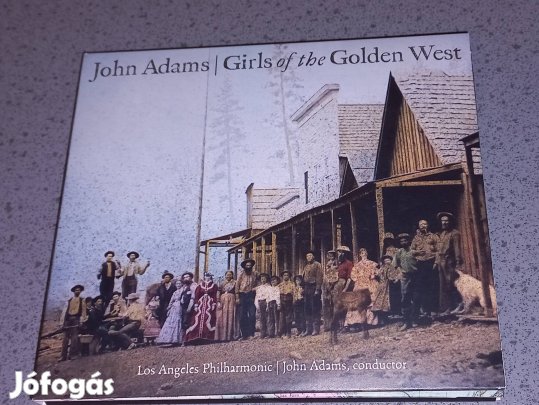 John Adams | Girls of the Golden West
Los Angeles Philharmonic | John Adams, conductor
Jófogás